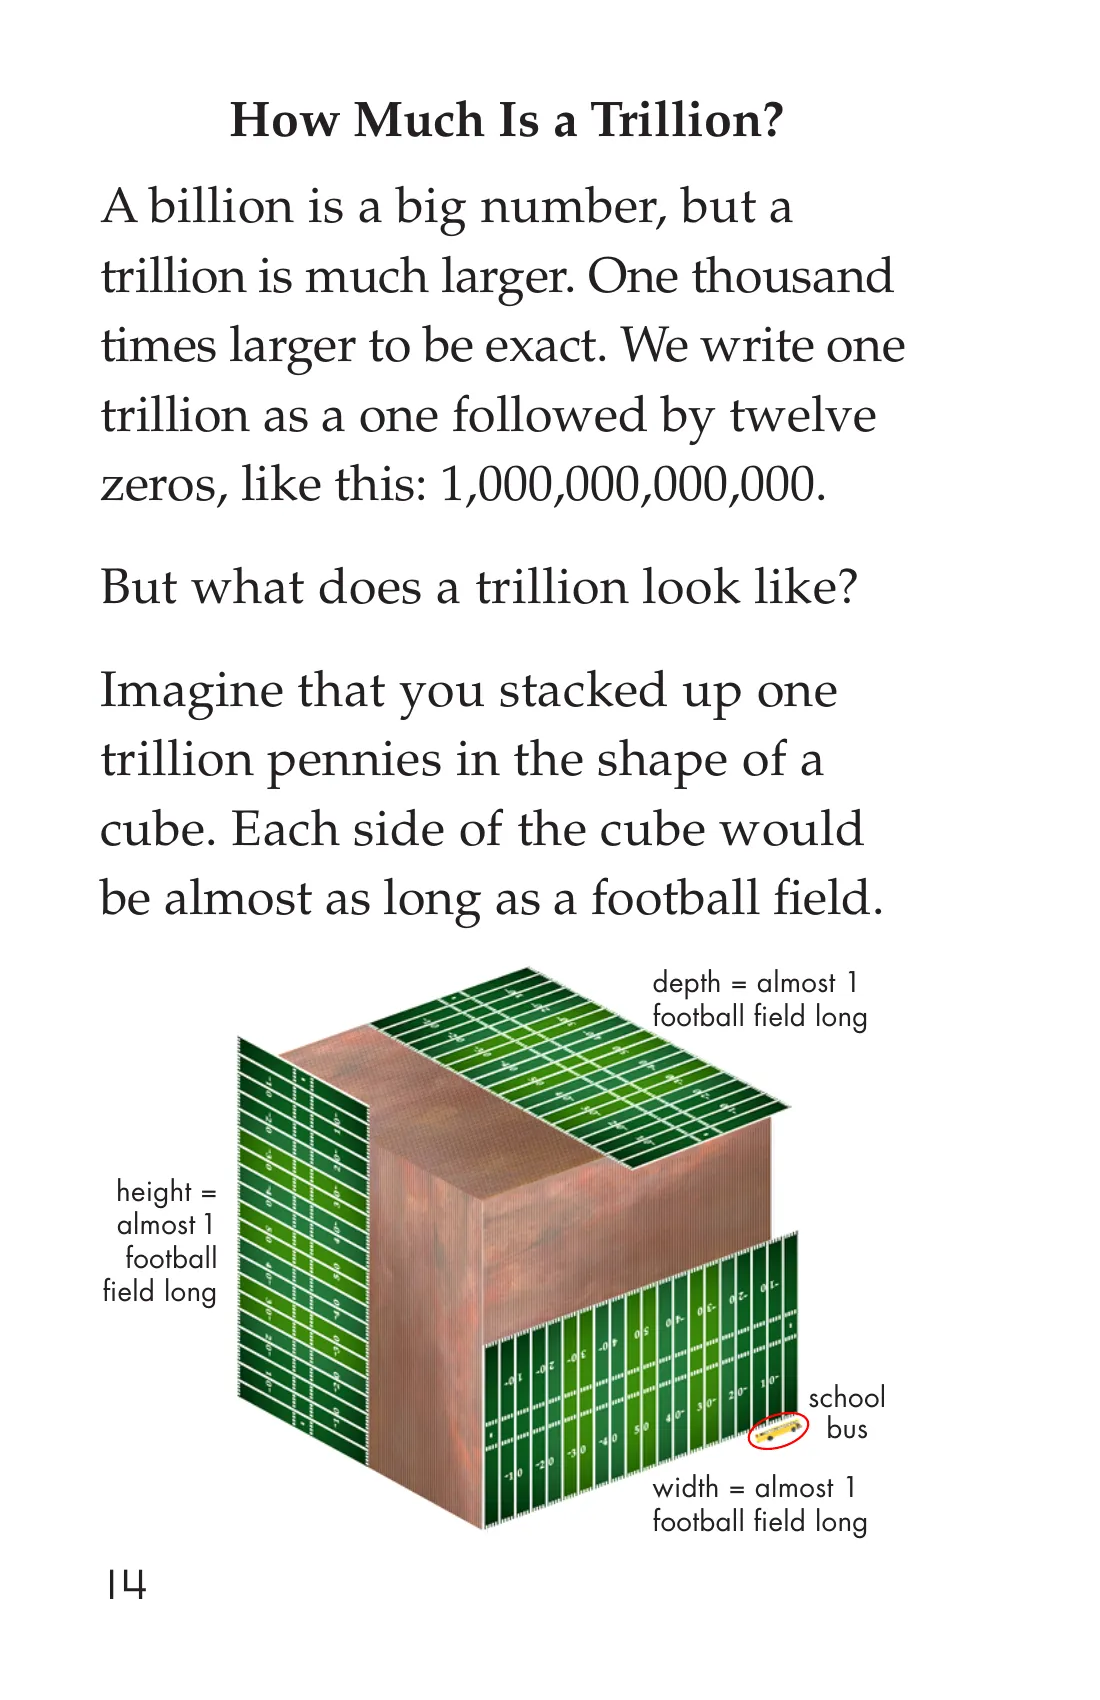 How Much Is a Trillion?
A billion is a big number, but a
trillion is much larger. One thousand
times larger to be exact. We write one
trillion as a one followed by twelve
zeros, like this: 1,000,000,000,000.
But what does a trillion look like?
Imagine that you stacked up one
trillion pennies in the shape of a
cube. Each side of the cube would
be almost as long as a football field.
depth = almost 1
football field long
height =
almost 1
football
field long
school
bus
width = almost 1
football field long
14